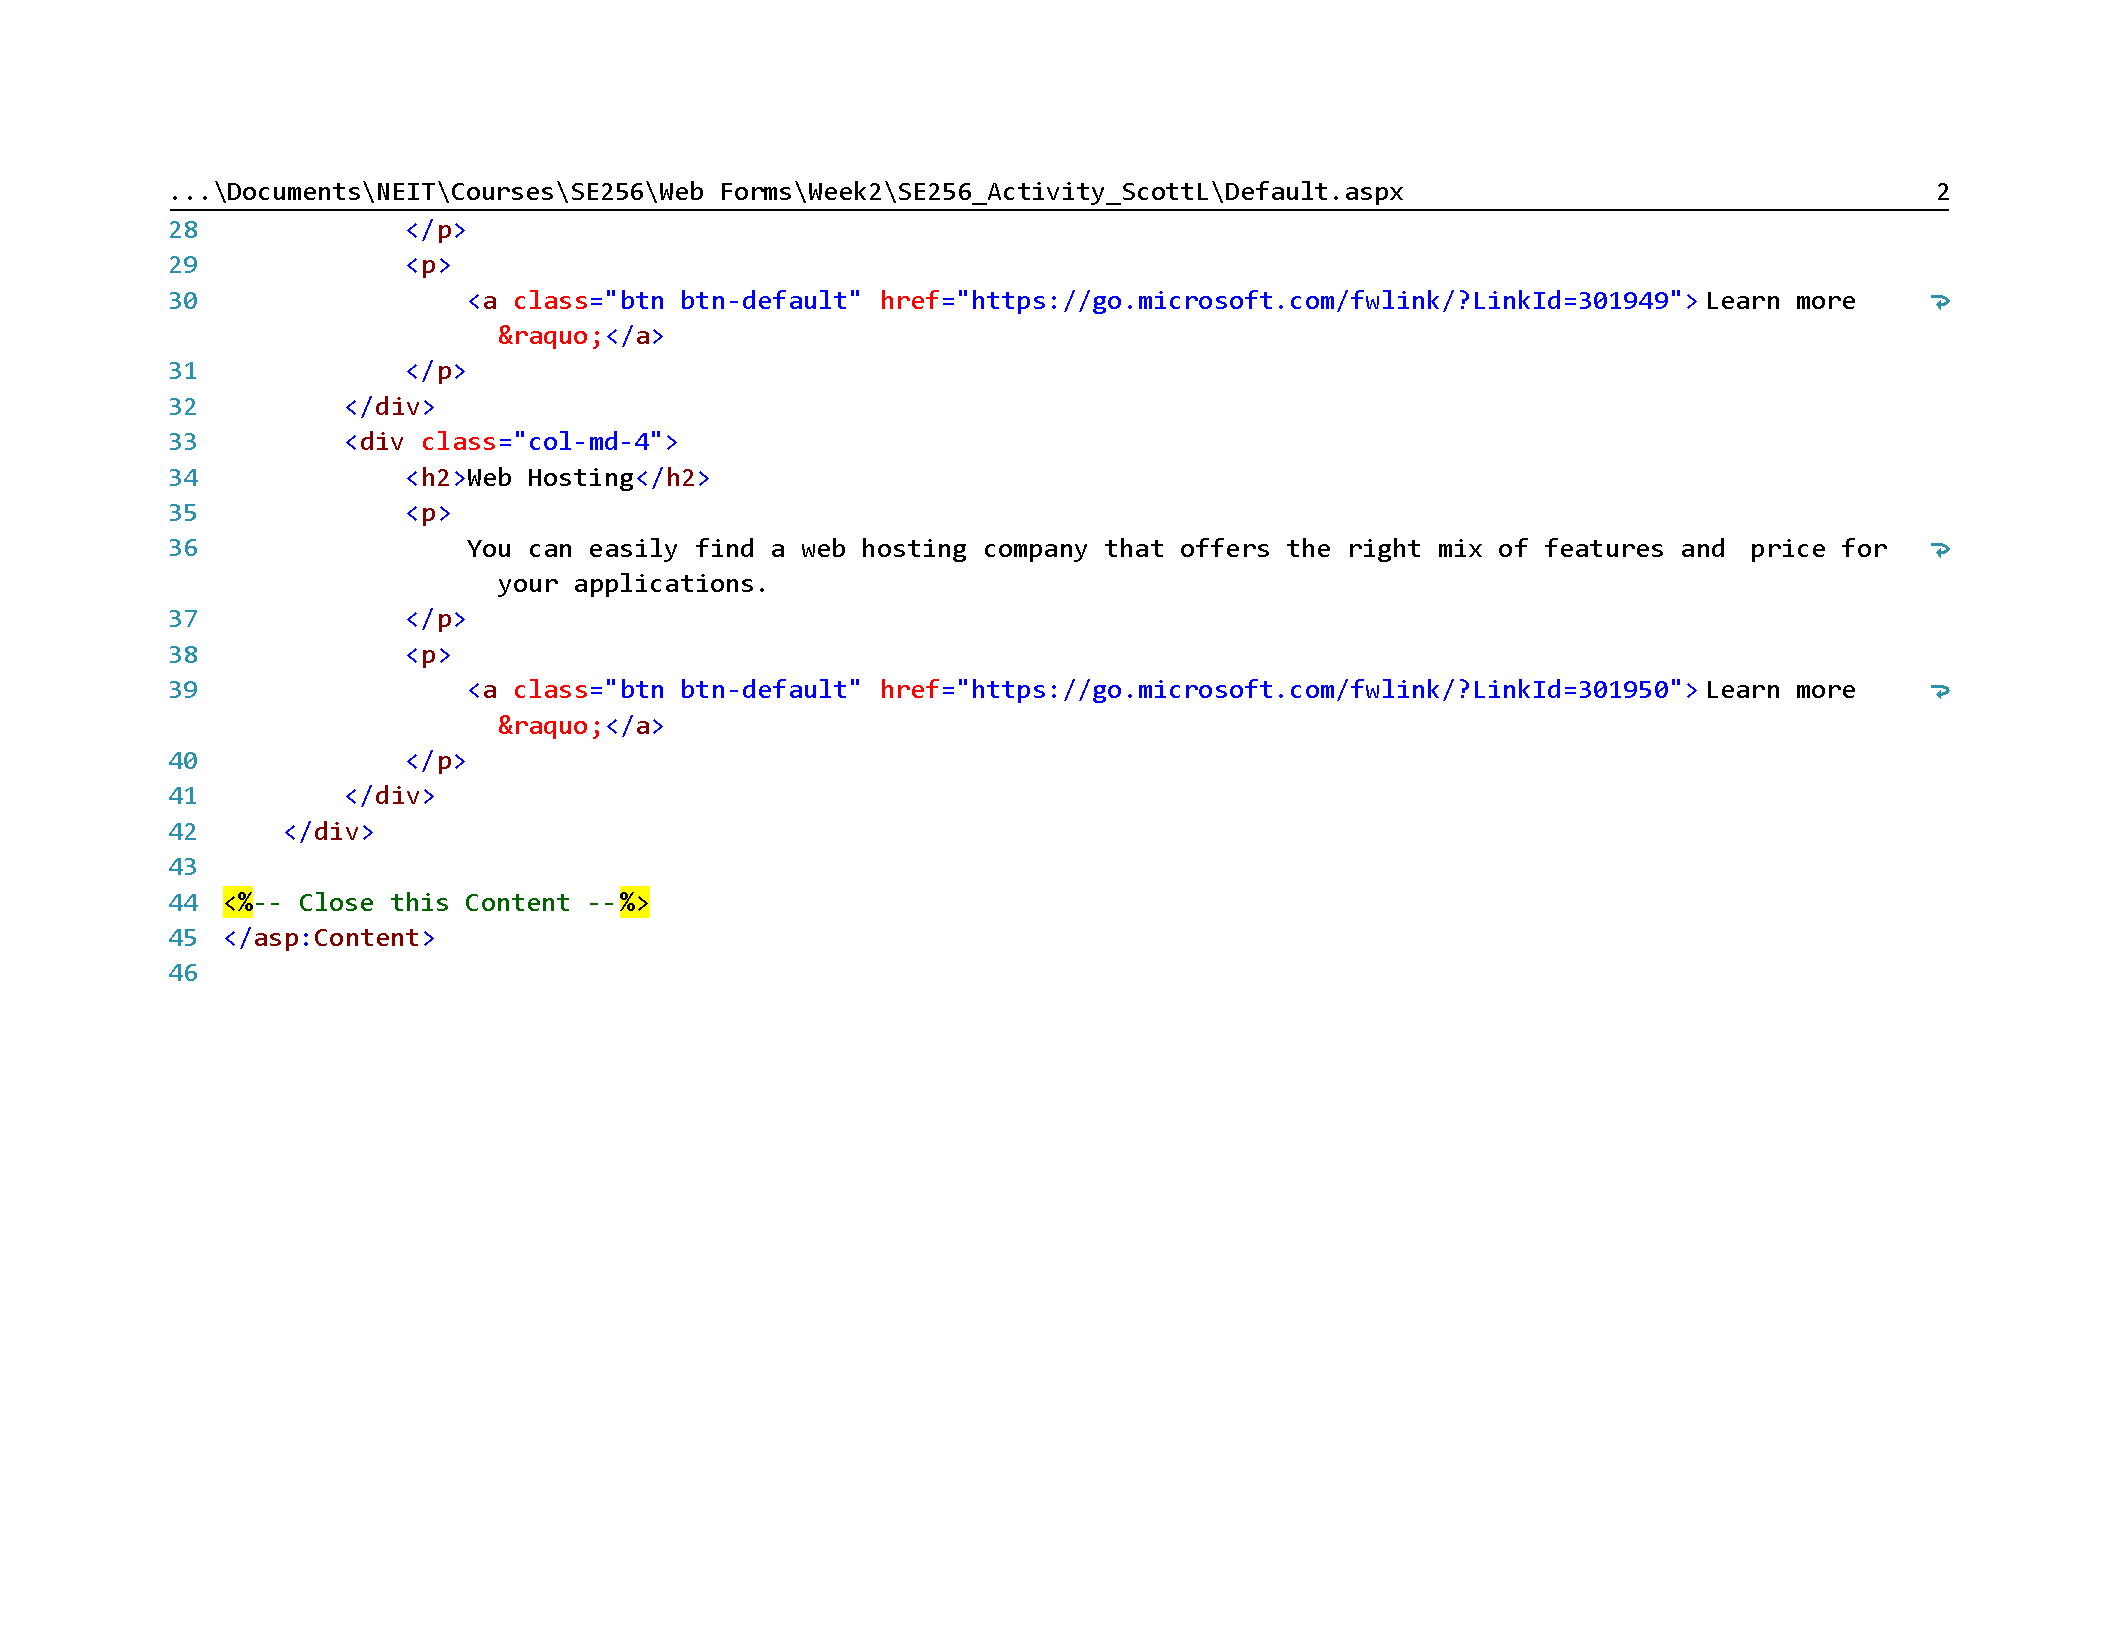 ...\Documents\NEIT\Courses\SE256\Web Forms\Week2\SE256_Activity_ScottL\Default.aspx 2
28 </p>
29 <p>
30 <a class="btn btn-default" href="https://go.microsoft.com/fwlink/?LinkId=301949">Learn more
&raquo;</a>
31 </p>
32 </div>
33 <div class="col-md-4">
34 <h2>Web Hosting</h2>
35 <p>
36 You can easily find a web hosting company that offers the right mix of features and price for
your applications.
37 </p>
38 <p>
39 <a class="btn btn-default" href="https://go.microsoft.com/fwlink/?LinkId=301950">Learn more
&raquo;</a>
40 </p>
41 </div>
42 </div>
43
44 <%-- Close this Content --%>
45 </asp:Content>
46